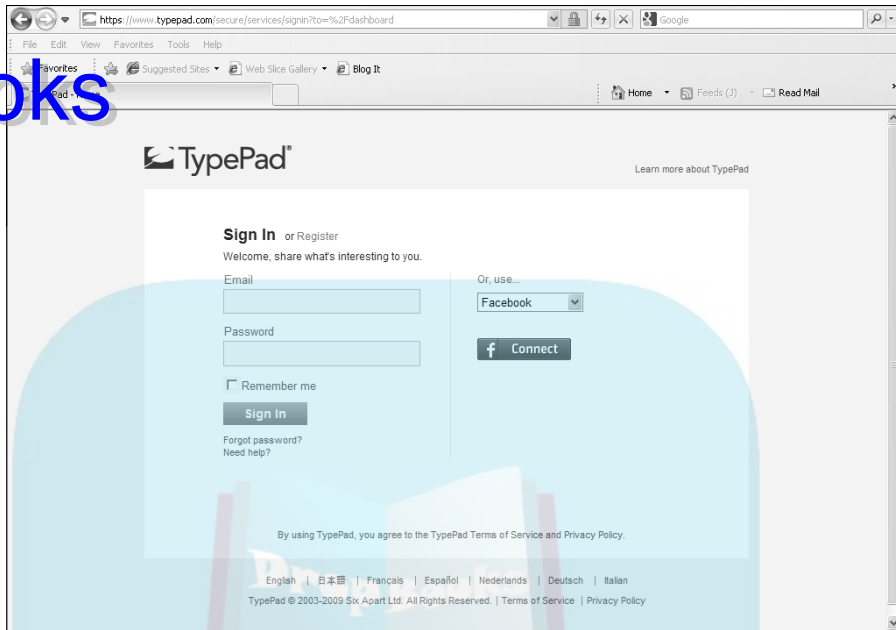 https://www.typepad.com/secure/services/signin?to=%2Fdashboard
Google
File Edit View Favorites Tools Help
Favorites Suggested Sites Web Slice Gallery Blog It
Home Feeds (J) Read Mail
oks
TypePad®
Learn more about TypePad
Sign In or Register
Welcome, share what's interesting to you.
Email
Or, use...
Facebook
Password
f Connect
Remember me
Sign In
Forgot password?
Need help?
By using TypePad, you agree to the TypePad Terms of Service and Privacy Policy.
English | 日本語 | Français | Español | Nederlands | Deutsch | Italian
TypePad © 2003-2009 Six Apart Ltd. All Rights Reserved. | Terms of Service | Privacy Policy